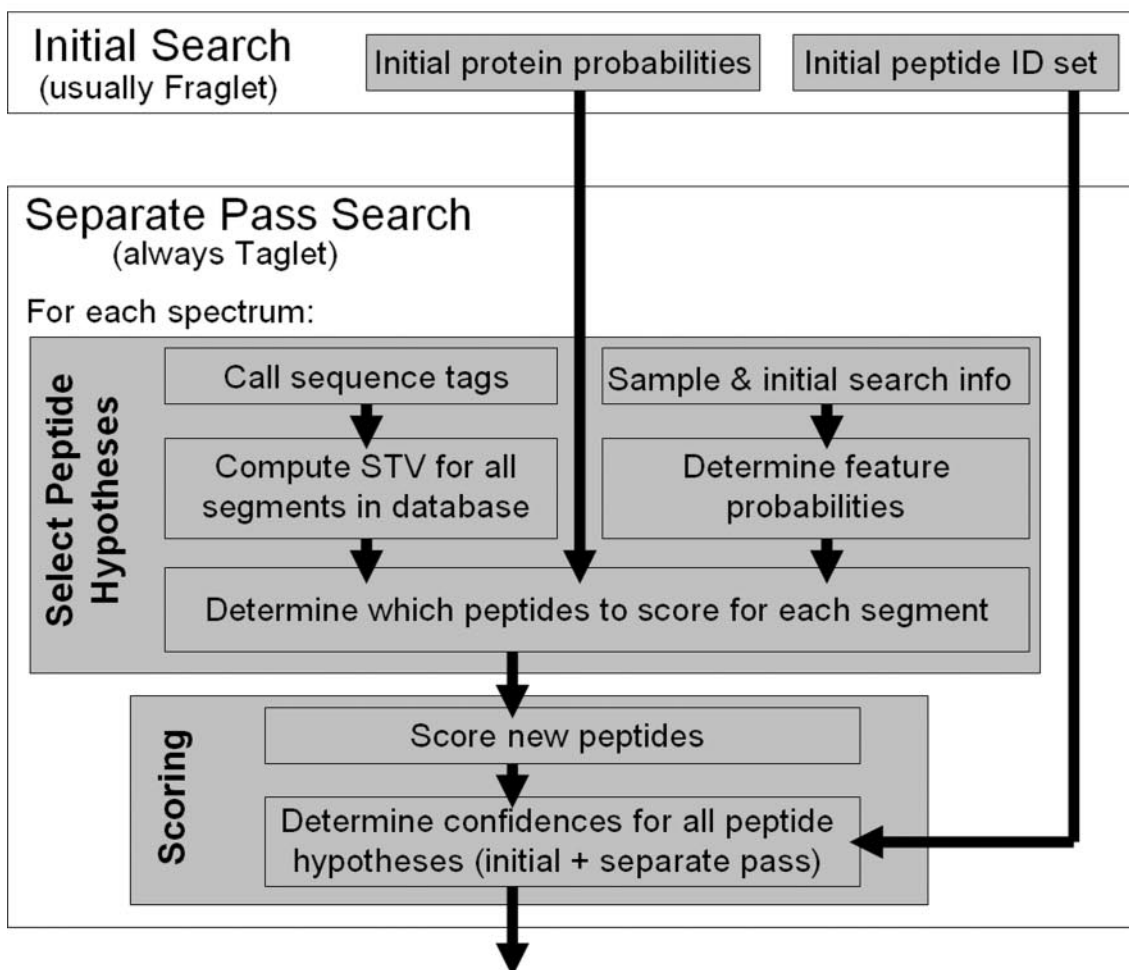 Initial Search
(usually Fraglet)
Initial protein probabilities
Initial peptide ID set
Separate Pass Search
(always Taglet)
For each spectrum:
Select Peptide
Hypotheses
Call sequence tags
Sample & initial search info
Compute STV for all
segments in database
Determine feature
probabilities
Determine which peptides to score for each segment
Scoring
Score new peptides
Determine confidences for all peptide
hypotheses (initial + separate pass)